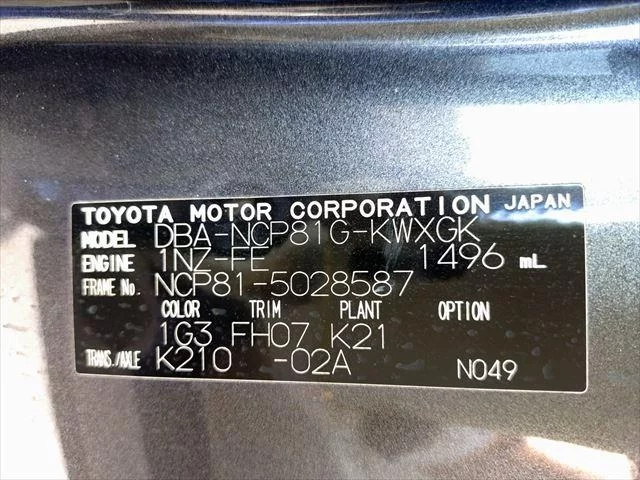 TOYOTA MOTOR CORPORATION JAPAN
MODEL DBA-NCP81G-KWXGK
ENGINE 1NZ-FE 1496 mL
FRAME No. NCP81-5028587
COLOR TRIM PLANT OPTION
1G3 FH07 K21
TRANS./AXLE K210 -02A
N049